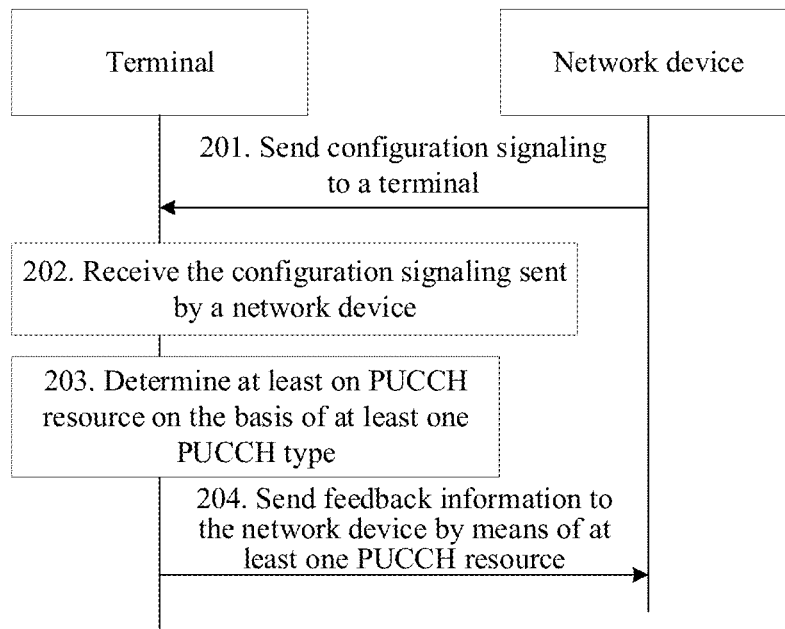 Terminal
Network device
201. Send configuration signaling
to a terminal
202. Receive the configuration signaling sent
by a network device
203. Determine at least on PUCCH
resource on the basis of at least one
PUCCH type
204. Send feedback information to
the network device by means of at
least one PUCCH resource